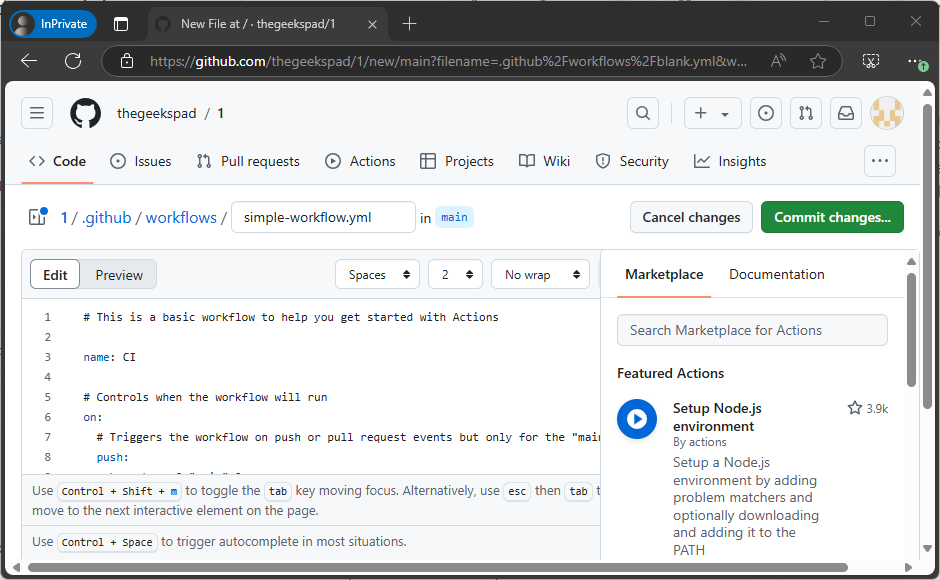 InPrivate
New File at / · thegeekspad/1
https://github.com/thegeekspad/1/new/main?filename=.github%2Fworkflows%2Fblank.yml&w...
thegeekspad / 1
Code Issues Pull requests Actions Projects Wiki Security Insights
1 / .github / workflows / simple-workflow.yml in main
Cancel changes Commit changes...
Edit Preview Spaces 2 No wrap
Marketplace Documentation
1 # This is a basic workflow to help you get started with Actions
2
3 name: CI
4
5 # Controls when the workflow will run
6 on:
7 # Triggers the workflow on push or pull request events but only for the "main
8 push:
Use Control + Shift + m to toggle the tab key moving focus. Alternatively, use esc then tab t
move to the next interactive element on the page.
Use Control + Space to trigger autocomplete in most situations.
Search Marketplace for Actions
Featured Actions
Setup Node.js
environment
3.9k
By actions
Setup a Node.js
environment by adding
problem matchers and
optionally downloading
and adding it to the
PATH